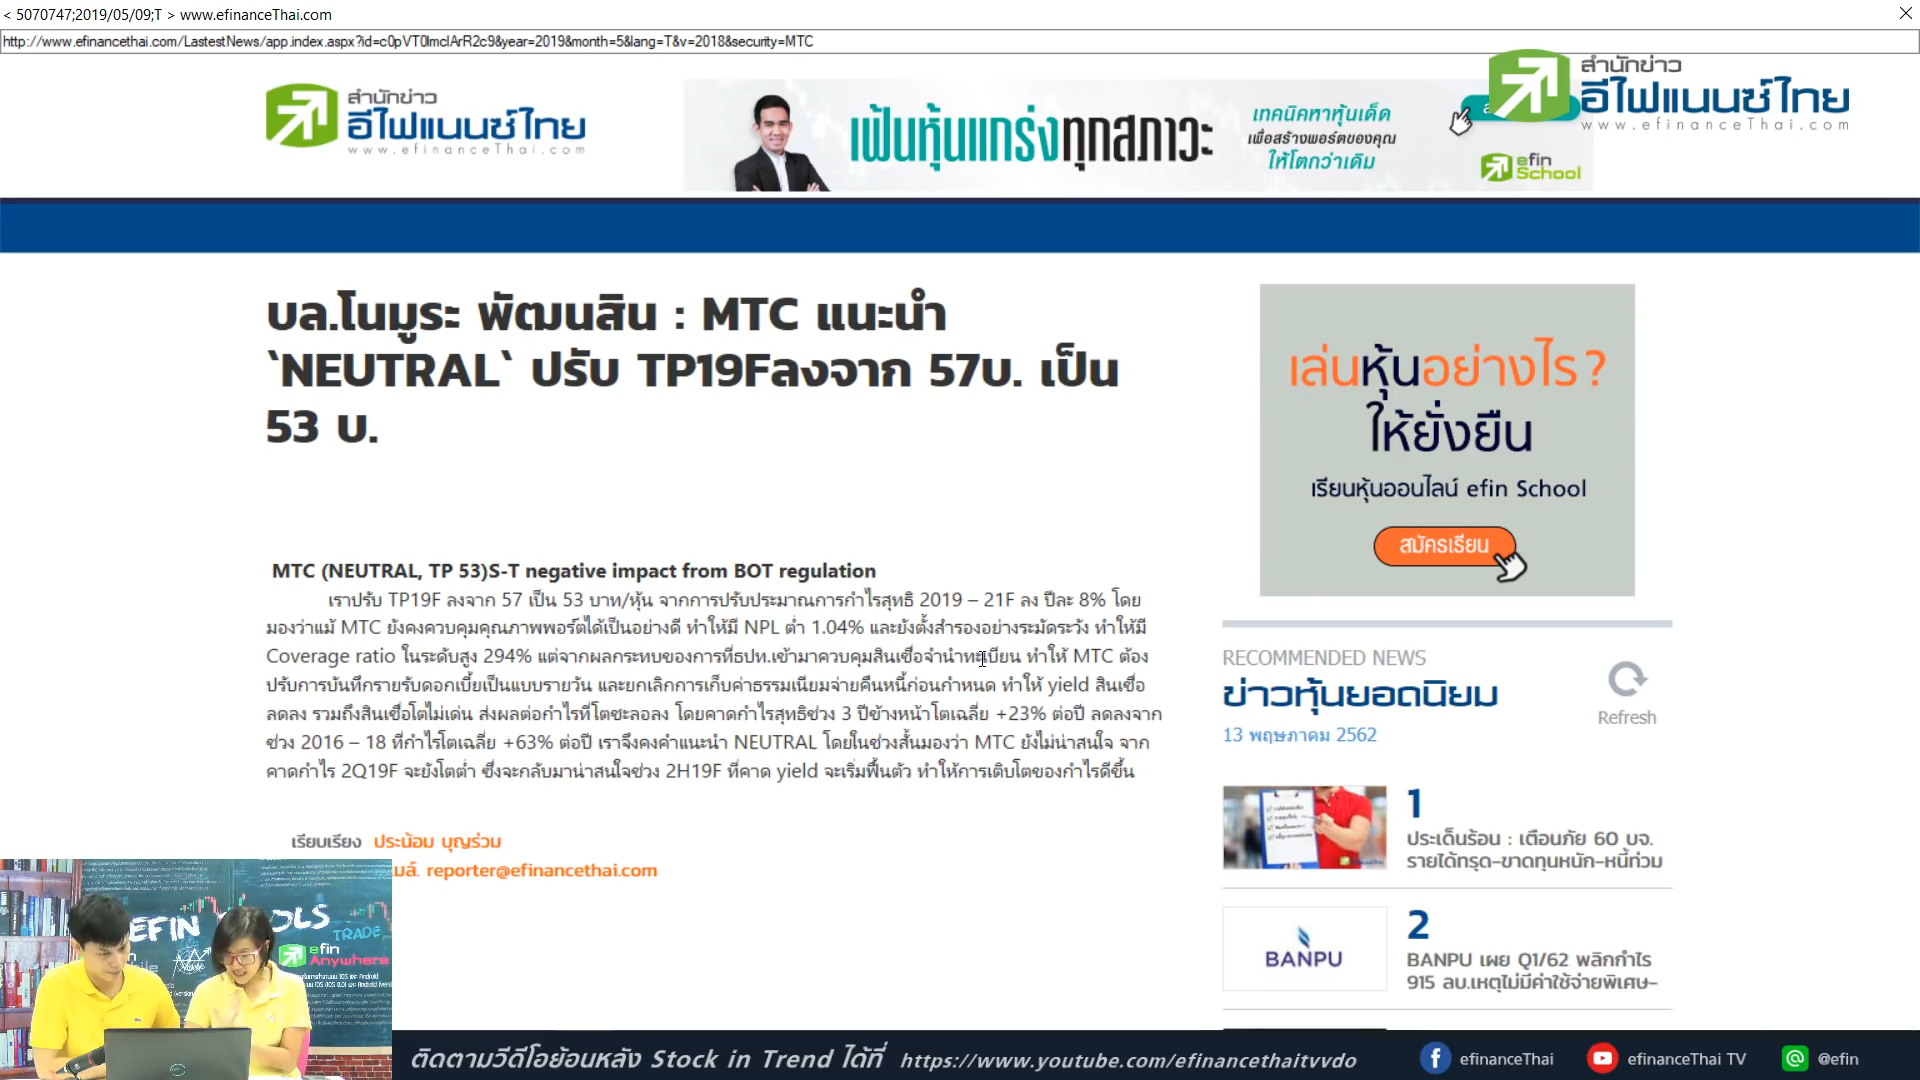 < 5070747;2019/05/09;T > www.efinanceThai.com
http://www.efinancethai.com/LastestNews/app.index.aspx?id=c0pVT0lmclArR2c9&year=2019&month=5&lang=T&v=2018&security=MTC
สำนักข่าว
อีไฟแนนซ์ไทย
www.efinanceThai.com
เฟ้นหุ้นแกร่งทุกสภาวะ
เทคนิคหาหุ้นเด็ด
เพื่อสร้างพอร์ตของคุณ
ให้โตกว่าเดิม
efin
School
สำนักข่าว
อีไฟแนนซ์ไทย
www.efinanceThai.com
บล.โนมูระ พัฒนสิน : MTC แนะนำ
`NEUTRAL` ปรับ TP19Fลงจาก 57บ. เป็น
53 บ.
MTC (NEUTRAL, TP 53)S-T negative impact from BOT regulation
เราปรับ TP19F ลงจาก 57 เป็น 53 บาท/หุ้น จากการปรับประมาณการกำไรสุทธิ 2019 – 21F ลง ปีละ 8% โดย
มองว่าแม้ MTC ยังคงควบคุมคุณภาพพอร์ตได้เป็นอย่างดี ทำให้มี NPL ต่ำ 1.04% และยังตั้งสำรองอย่างระมัดระวัง ทำให้มี
Coverage ratio ในระดับสูง 294% แต่จากผลกระทบของการที่ธปท.เข้ามาควบคุมสินเชื่อจำนำทะเบียน ทำให้ MTC ต้อง
ปรับการบันทึกรายรับดอกเบี้ยเป็นแบบรายวัน และยกเลิกการเก็บค่าธรรมเนียมจ่ายคืนหนี้ก่อนกำหนด ทำให้ yield สินเชื่อ
ลดลง รวมถึงสินเชื่อโตไม่เด่น ส่งผลต่อกำไรที่โตชะลอลง โดยคาดกำไรสุทธิช่วง 3 ปีข้างหน้าโตเฉลี่ย +23% ต่อปี ลดลงจาก
ช่วง 2016 – 18 ที่กำไรโตเฉลี่ย +63% ต่อปี เราจึงคงคำแนะนำ NEUTRAL โดยในช่วงสั้นมองว่า MTC ยังไม่น่าสนใจ จาก
คาดกำไร 2Q19F จะยังโตต่ำ ซึ่งจะกลับมาน่าสนใจช่วง 2H19F ที่คาด yield จะเริ่มฟื้นตัว ทำให้การเติบโตของกำไรดีขึ้น
เรียบเรียง ประน้อม บุญร่วม
เมล์. reporter@efinancethai.com
เล่นหุ้นอย่างไร?
ให้ยั่งยืน
เรียนหุ้นออนไลน์ efin School
สมัครเรียน
RECOMMENDED NEWS
ข่าวหุ้นยอดนิยม
13 พฤษภาคม 2562
Refresh
1
ประเด็นร้อน : เตือนภัย 60 บจ.
รายได้ทรุด-ขาดทุนหนัก-หนี้ท่วม
2
BANPU
BANPU เผย Q1/62 พลิกกำไร
915 ลบ.เหตุไม่มีค่าใช้จ่ายพิเศษ-
EFIN
OLS
TRADE
efin
Anywhere
ติดตามวีดีโอย้อนหลัง Stock in Trend ได้ที่ https://www.youtube.com/efinancethaitvvdo
efinanceThai
efinanceThai TV
@efin